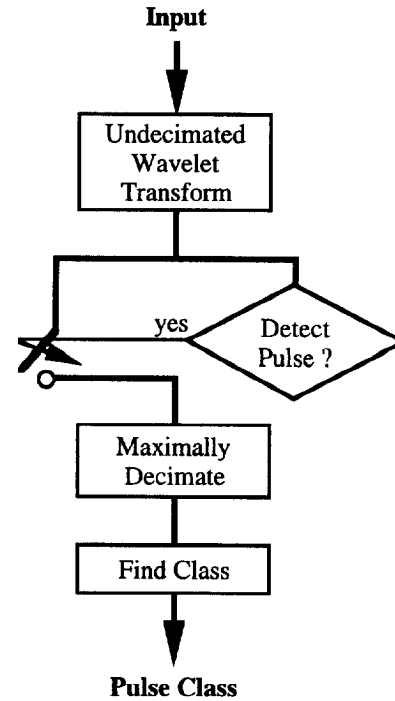 Input
Undecimated
Wavelet
Transform
yes
Detect
Pulse ?
Maximally
Decimate
Find Class
Pulse Class